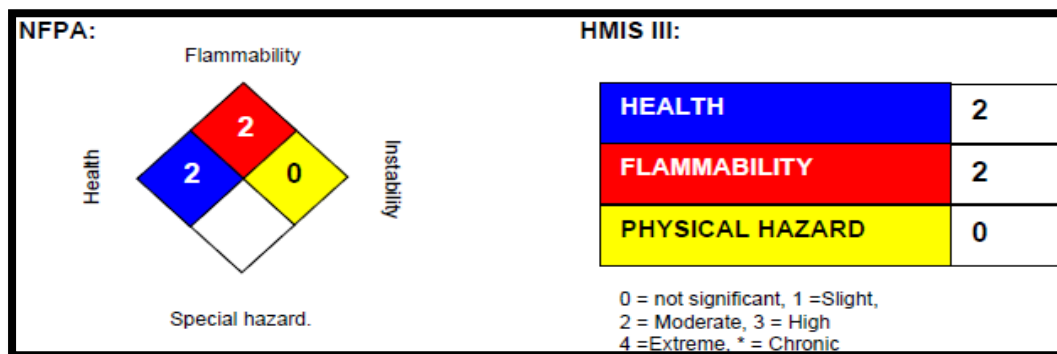 NFPA:
Flammability
2
Health
2
0
Instability
Special hazard.
HMIS III:
HEALTH 2
FLAMMABILITY 2
PHYSICAL HAZARD 0
0 = not significant, 1 =Slight,
2 = Moderate, 3 = High
4 =Extreme, * = Chronic